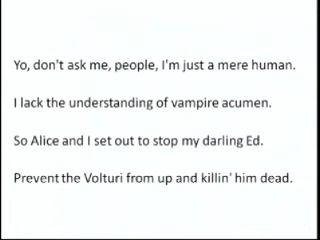 Yo, don't ask me, people, I'm just a mere human.
I lack the understanding of vampire acumen.
So Alice and I set out to stop my darling Ed.
Prevent the Volturi from up and killin' him dead.